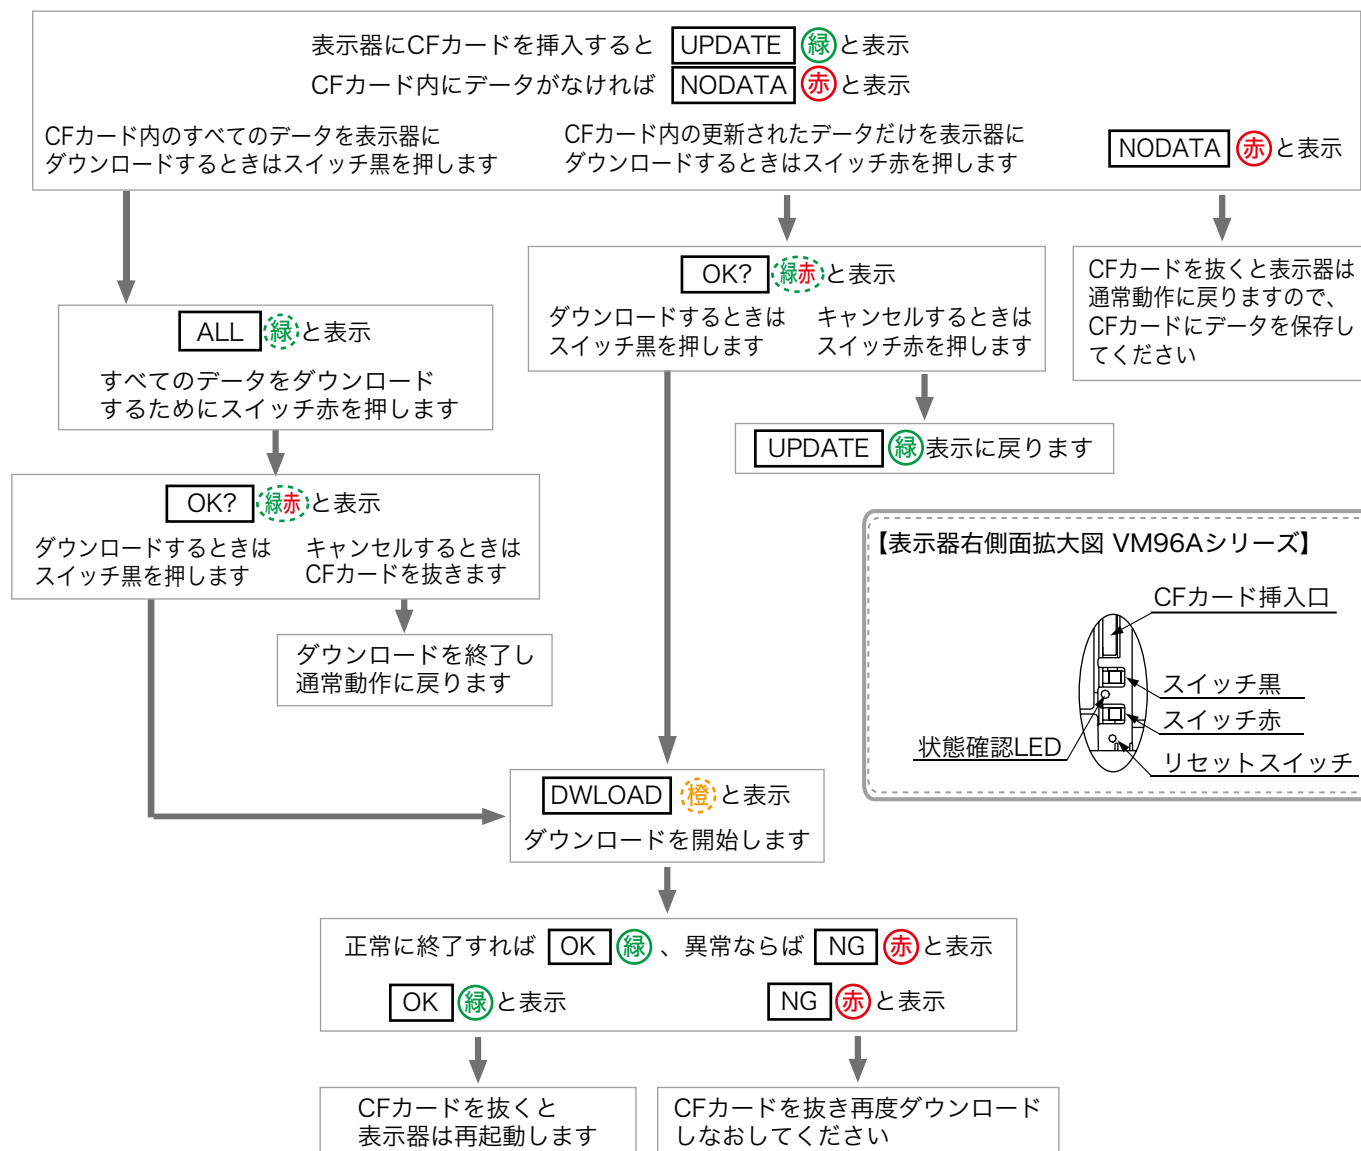 表示器にCFカードを挿入すると UPDATE 緑 と表示
CFカード内にデータがなければ NODATA 赤 と表示
CFカード内のすべてのデータを表示器に
ダウンロードするときはスイッチ黒を押します
CFカード内の更新されたデータだけを表示器に
ダウンロードするときはスイッチ赤を押します
NODATA 赤 と表示
ALL 緑 と表示
すべてのデータをダウンロード
するためにスイッチ赤を押します
OK? 緑赤 と表示
ダウンロードするときは
スイッチ黒を押します
キャンセルするときは
スイッチ赤を押します
CFカードを抜くと表示器は
通常動作に戻りますので、
CFカードにデータを保存し
てください
UPDATE 緑 表示に戻ります
OK? 緑赤 と表示
ダウンロードするときは
スイッチ黒を押します
キャンセルするときは
CFカードを抜きます
ダウンロードを終了し
通常動作に戻ります
【表示器右側面拡大図 VM96Aシリーズ】
CFカード挿入口
スイッチ黒
スイッチ赤
状態確認LED
リセットスイッチ
DWLOAD 橙 と表示
ダウンロードを開始します
正常に終了すれば OK 緑 、異常ならば NG 赤 と表示
OK 緑 と表示
NG 赤 と表示
CFカードを抜くと
表示器は再起動します
CFカードを抜き再度ダウンロード
しなおしてください